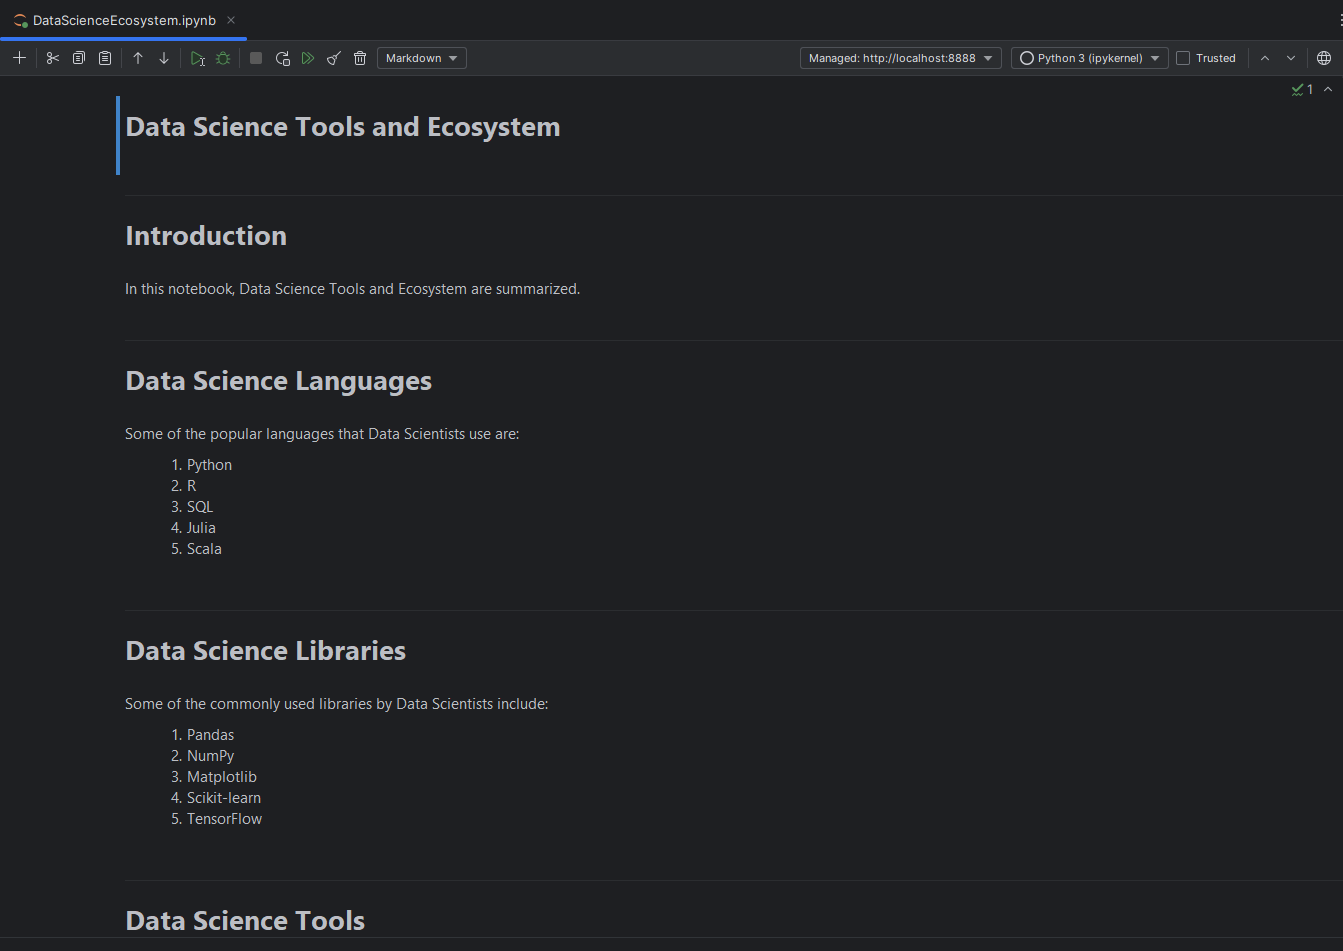 DataScienceEcosystem.ipynb
Markdown
Managed: http://localhost:8888
Python 3 (ipykernel)
Trusted
1
Data Science Tools and Ecosystem
Introduction
In this notebook, Data Science Tools and Ecosystem are summarized.
Data Science Languages
Some of the popular languages that Data Scientists use are:
1. Python
2. R
3. SQL
4. Julia
5. Scala
Data Science Libraries
Some of the commonly used libraries by Data Scientists include:
1. Pandas
2. NumPy
3. Matplotlib
4. Scikit-learn
5. TensorFlow
Data Science Tools